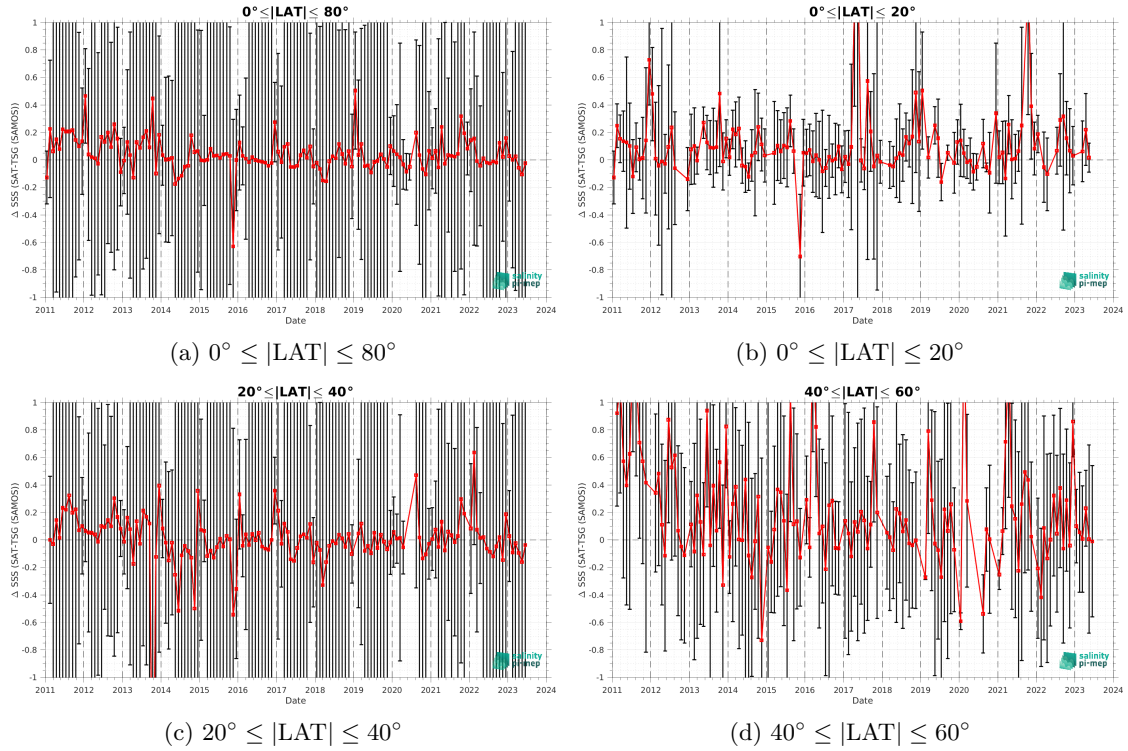 0°≤|LAT|≤ 80°
Δ SSS (SAT-TSG (SAMOS))
1
0.8
0.6
0.4
0.2
0
-0.2
-0.4
-0.6
-0.8
-1
2011 2012 2013 2014 2015 2016 2017 2018 2019 2020 2021 2022 2023 2024
Date
salinity
pi-mep
(a) 0° ≤ |LAT| ≤ 80°
0°≤|LAT|≤ 20°
Δ SSS (SAT-TSG (SAMOS))
1
0.8
0.6
0.4
0.2
0
-0.2
-0.4
-0.6
-0.8
-1
2011 2012 2013 2014 2015 2016 2017 2018 2019 2020 2021 2022 2023 2024
Date
salinity
pi-mep
(b) 0° ≤ |LAT| ≤ 20°
20°≤|LAT|≤ 40°
Δ SSS (SAT-TSG (SAMOS))
1
0.8
0.6
0.4
0.2
0
-0.2
-0.4
-0.6
-0.8
-1
2011 2012 2013 2014 2015 2016 2017 2018 2019 2020 2021 2022 2023 2024
Date
salinity
pi-mep
(c) 20° ≤ |LAT| ≤ 40°
40°≤|LAT|≤ 60°
Δ SSS (SAT-TSG (SAMOS))
1
0.8
0.6
0.4
0.2
0
-0.2
-0.4
-0.6
-0.8
-1
2011 2012 2013 2014 2015 2016 2017 2018 2019 2020 2021 2022 2023 2024
Date
salinity
pi-mep
(d) 40° ≤ |LAT| ≤ 60°